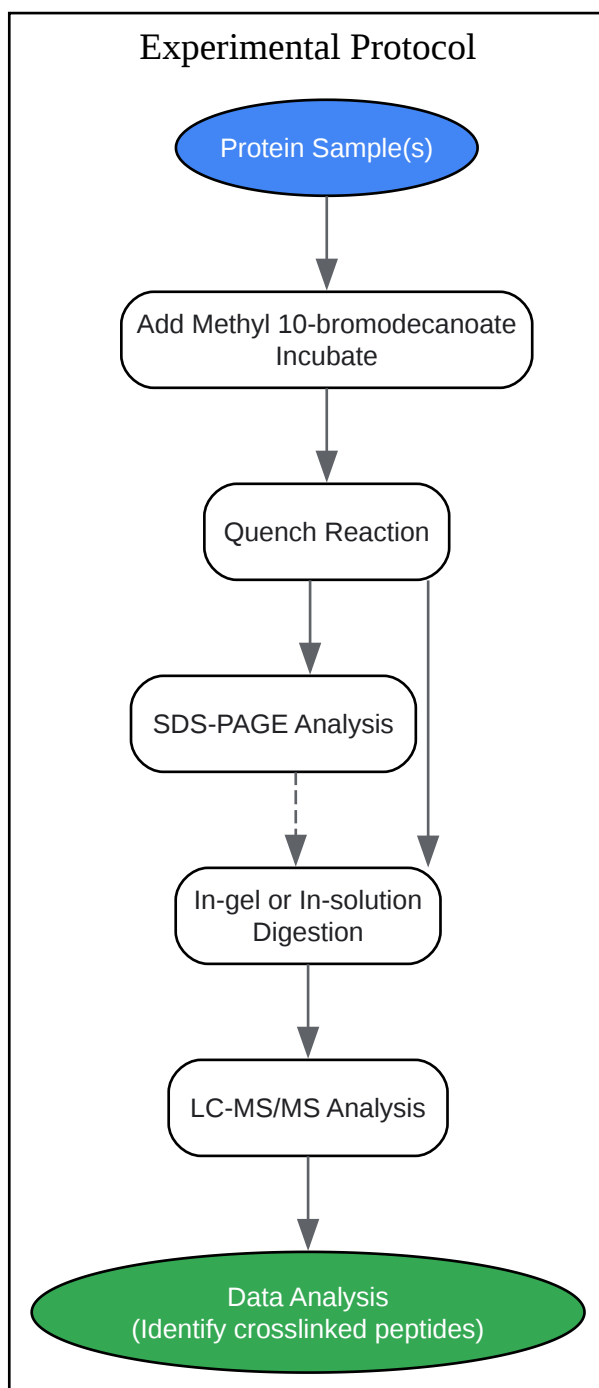 Experimental Protocol
Protein Sample(s)
Add Methyl 10-bromodecanoate
Incubate
Quench Reaction
SDS-PAGE Analysis
In-gel or In-solution
Digestion
LC-MS/MS Analysis
Data Analysis
(Identify crosslinked peptides)